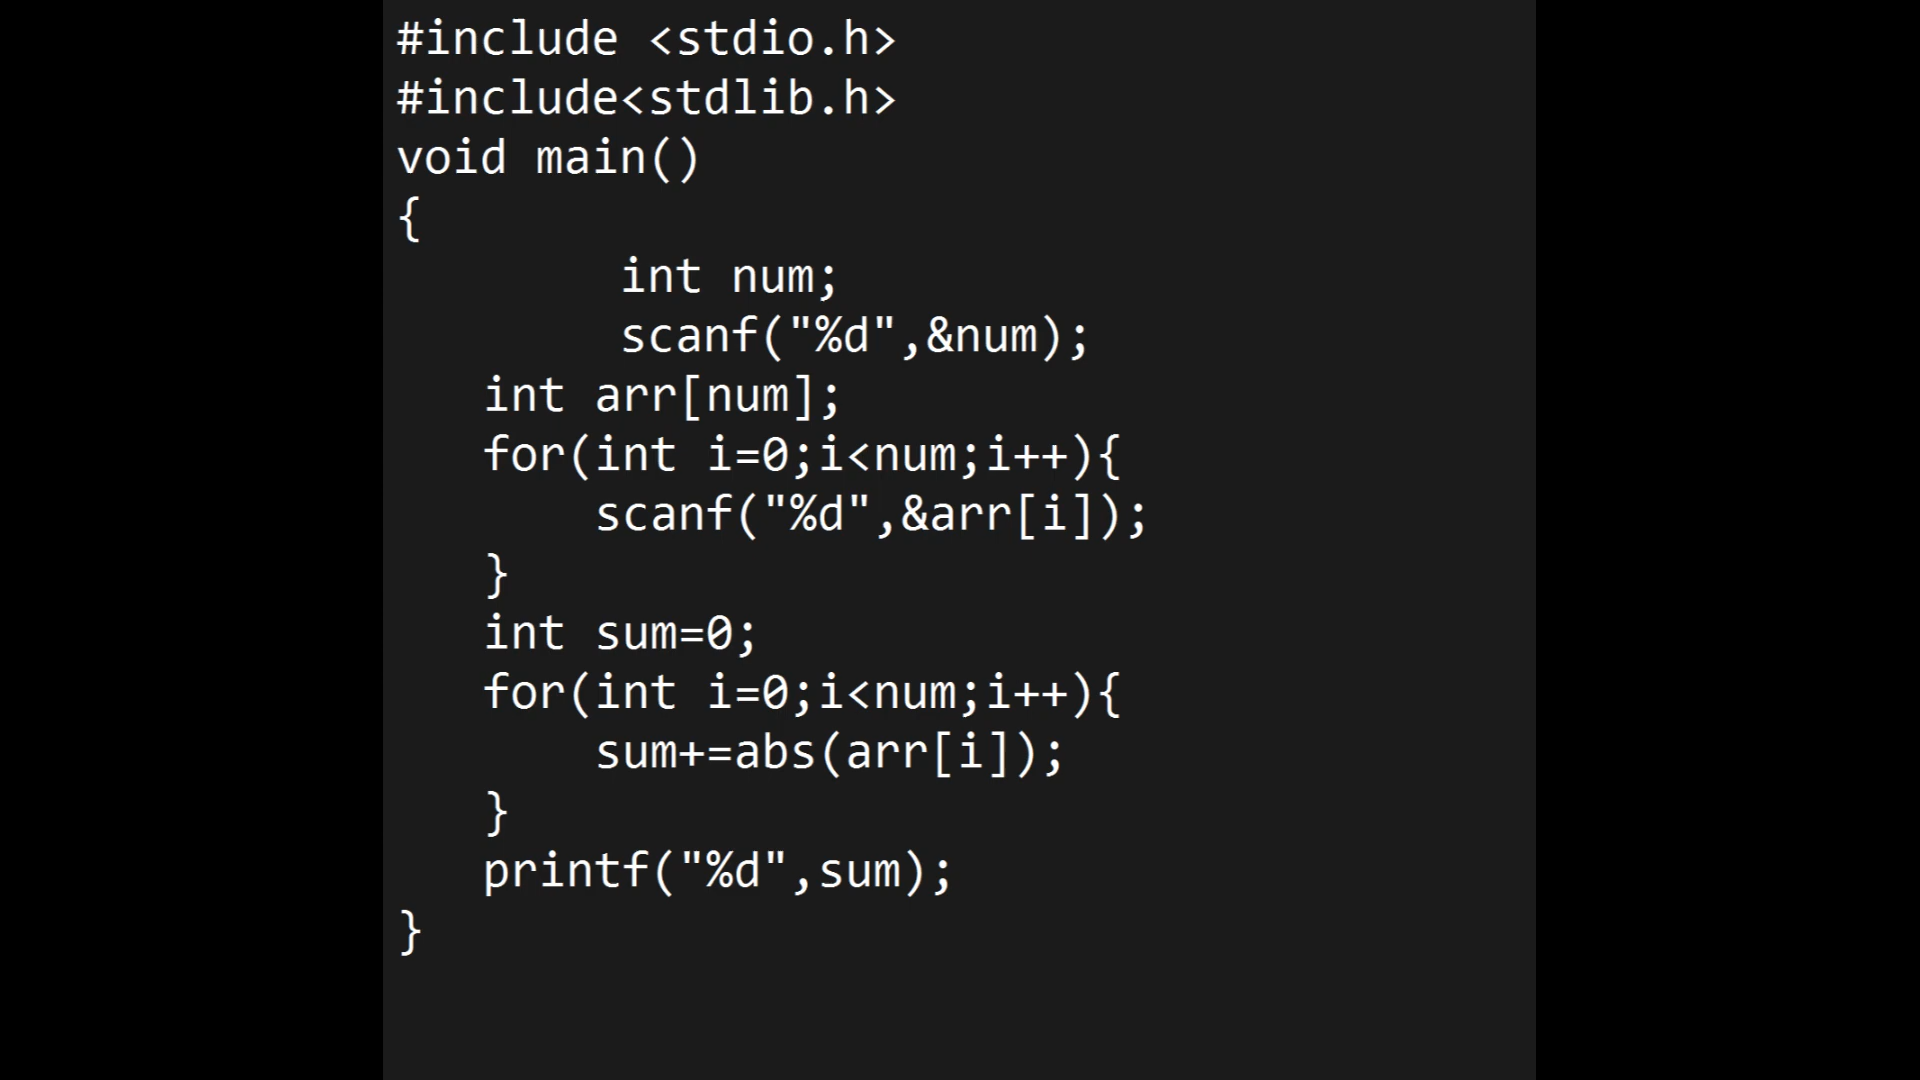 #include <stdio.h>
#include<stdlib.h>
void main()
{
int num;
scanf("%d",&num);
int arr[num];
for(int i=0;i<num;i++){
scanf("%d",&arr[i]);
}
int sum=0;
for(int i=0;i<num;i++){
sum+=abs(arr[i]);
}
printf("%d",sum);
}